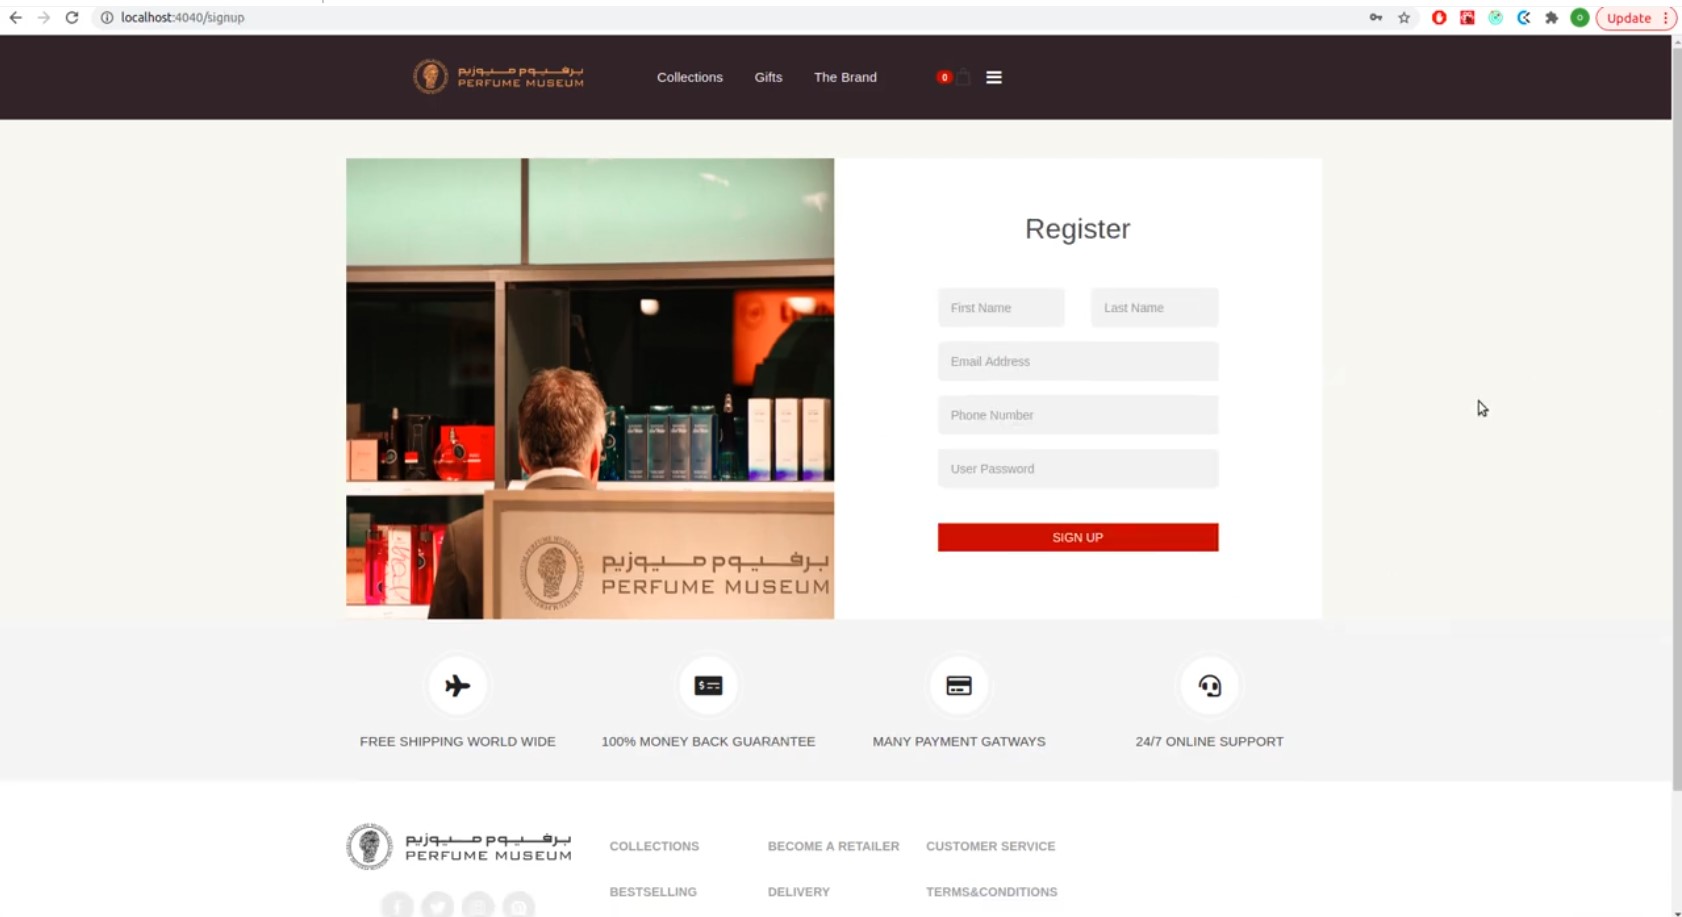 localhost:4040/signup
Update
برفيوم ميوزيم
PERFUME MUSEUM
Collections
Gifts
The Brand
0
Register
First Name
Last Name
Email Address
Phone Number
User Password
SIGN UP
برفيوم ميوزيم
PERFUME MUSEUM
FREE SHIPPING WORLD WIDE
100% MONEY BACK GUARANTEE
MANY PAYMENT GATWAYS
24/7 ONLINE SUPPORT
برفيوم ميوزيم
PERFUME MUSEUM
COLLECTIONS
BECOME A RETAILER
CUSTOMER SERVICE
BESTSELLING
DELIVERY
TERMS&CONDITIONS